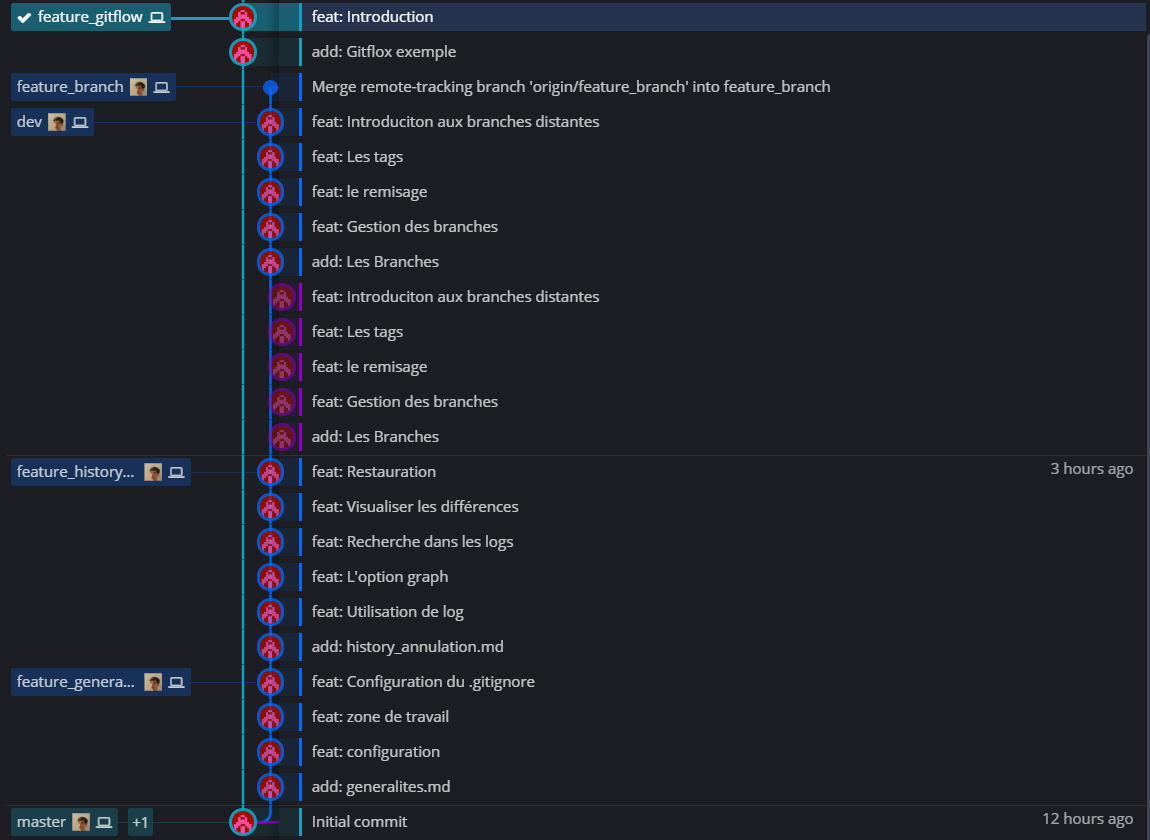 feature_gitflow feat: Introduction
add: Gitflox exemple
feature_branch Merge remote-tracking branch 'origin/feature_branch' into feature_branch
dev feat: Introduciton aux branches distantes
feat: Les tags
feat: le remisage
feat: Gestion des branches
add: Les Branches
feat: Introduciton aux branches distantes
feat: Les tags
feat: le remisage
feat: Gestion des branches
add: Les Branches
feature_history... feat: Restauration 3 hours ago
feat: Visualiser les différences
feat: Recherche dans les logs
feat: L'option graph
feat: Utilisation de log
add: history_annulation.md
feature_genera... feat: Configuration du .gitignore
feat: zone de travail
feat: configuration
add: generalites.md
master +1 Initial commit 12 hours ago